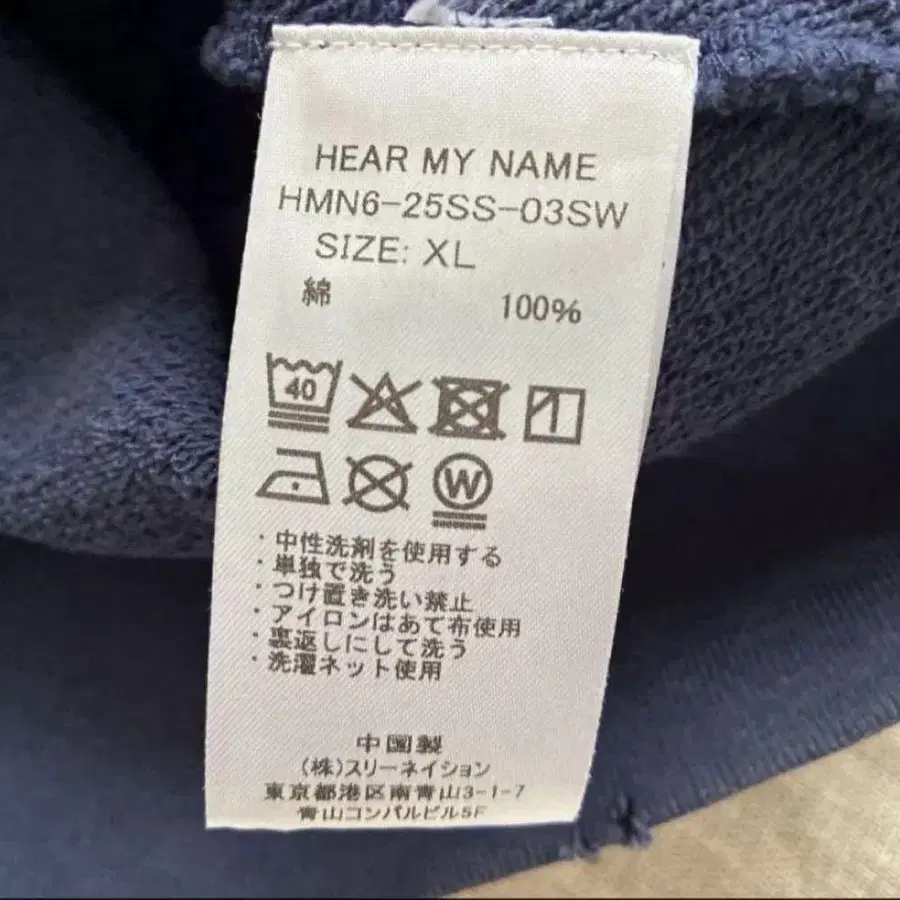 HEAR MY NAME
HMN6-25SS-03SW
SIZE: XL
綿 100%
40
W
・中性洗剤を使用する
・単独で洗う
・つけ置き洗い禁止
・アイロンはあて布使用
・裏返しにして洗う
・洗濯ネット使用
中国製
(株)スリーネイション
東京都港区南青山3-1-7
青山コンパルビル5F